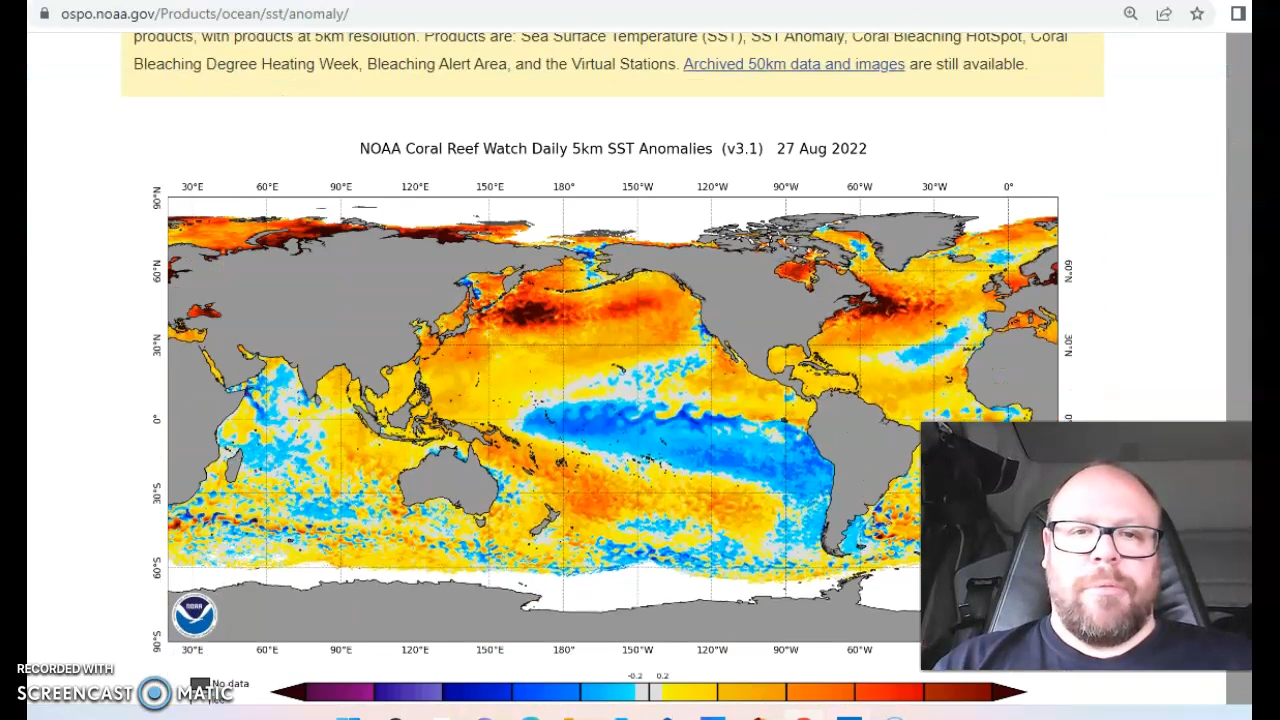 ospo.noaa.gov/Products/ocean/sst/anomaly/
products, with products at 5km resolution. Products are: Sea Surface Temperature (SST), SST Anomaly, Coral Bleaching HotSpot, Coral
Bleaching Degree Heating Week, Bleaching Alert Area, and the Virtual Stations. Archived 50km data and images are still available.
NOAA Coral Reef Watch Daily 5km SST Anomalies (v3.1) 27 Aug 2022
30°E 60°E 90°E 120°E 150°E 180° 150°W 120°W 90°W 60°W 30°W 0°
90°N
60°N 60°N
30°N 30°N
0° 0°
30°S
60°S
90°S
NOAA
30°E 60°E 90°E 120°E 150°E 180° 150°W 120°W 90°W 60°W
-0.2 0.2
No data
RECORDED WITH
SCREENCAST MATIC